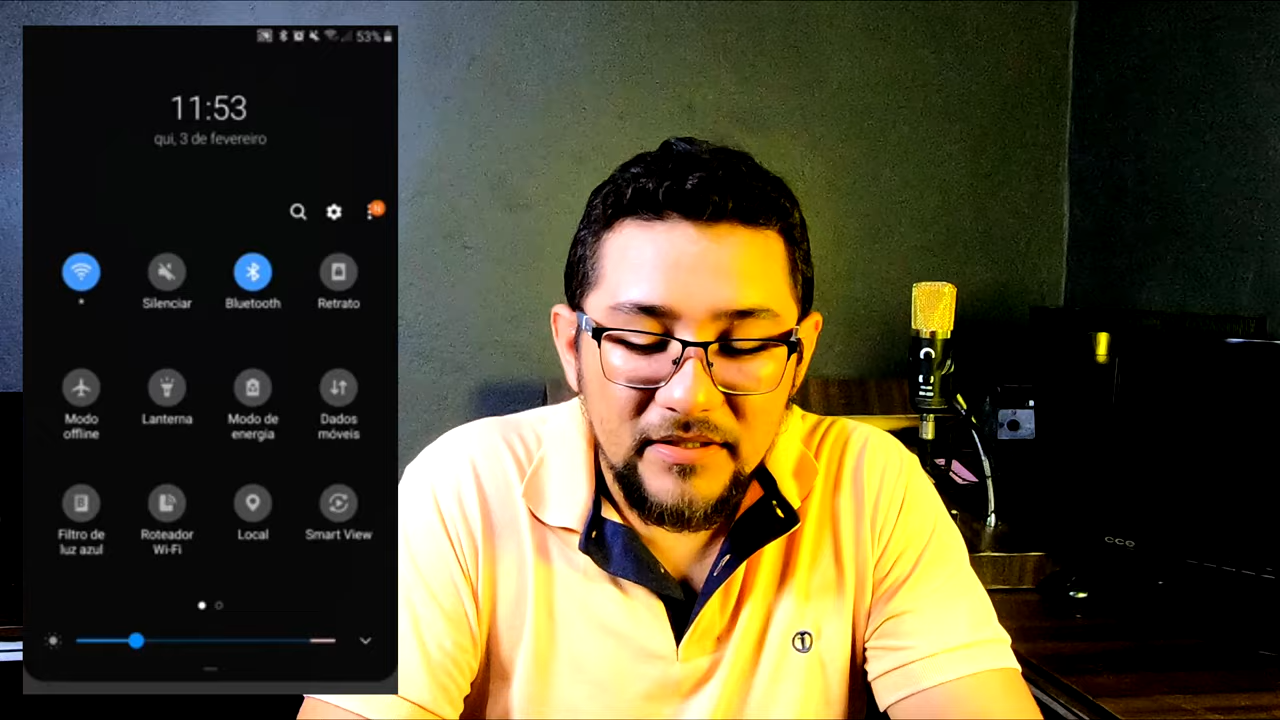 53%
11:53
qui, 3 de fevereiro
N
Silenciar
Bluetooth
Retrato
Modo
offline
Lanterna
Modo de
energia
Dados
móveis
Filtro de
luz azul
Roteador
Wi-Fi
Local
Smart View